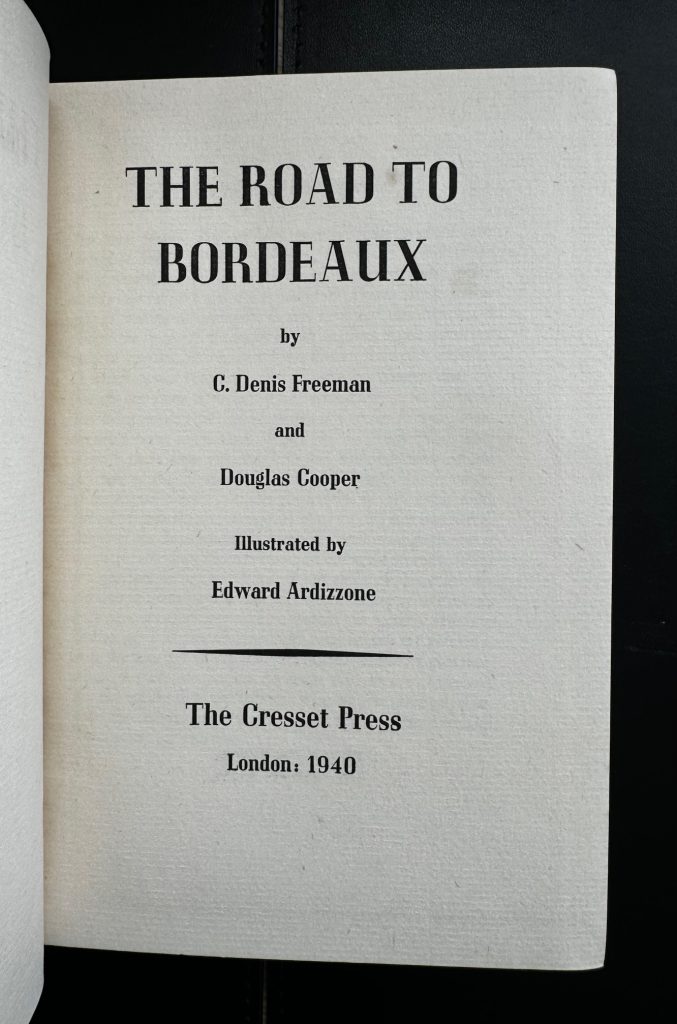 THE ROAD TO
BORDEAUX
by
C. Denis Freeman
and
Douglas Cooper
Illustrated by
Edward Ardizzone
The Cresset Press
London: 1940